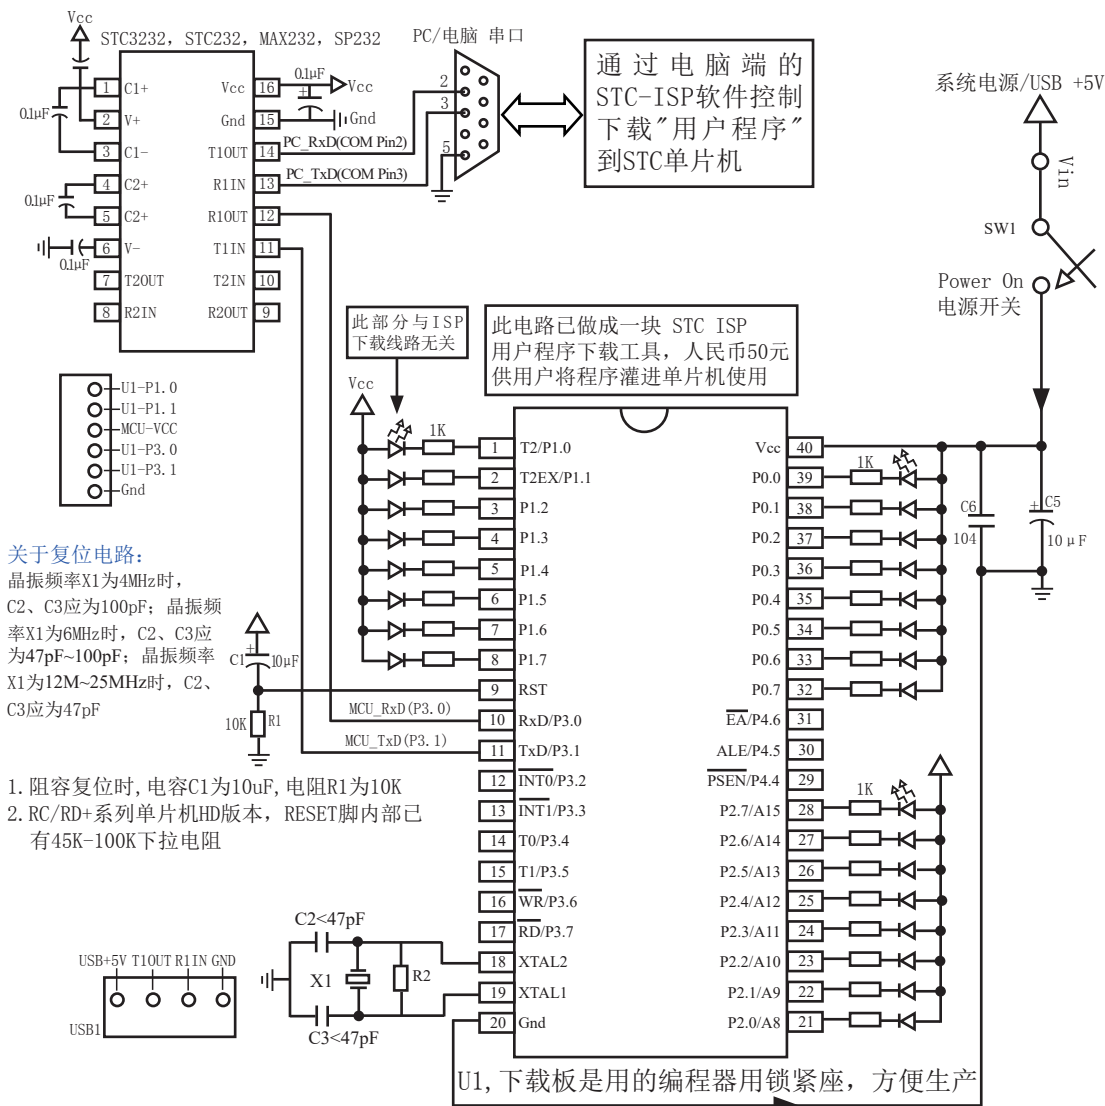 Vcc
STC3232, STC232, MAX232, SP232
PC/电脑 串口
1 C1+
2 V+
3 C1-
4 C2+
5 C2+
6 V-
7 T2OUT
8 R2IN
Vcc 16
Gnd 15
T1OUT 14
R1IN 13
R1OUT 12
T1IN 11
T2IN 10
R2OUT 9
0.1μF
0.1μF
0.1μF
0.1μF
+
Vcc
Gnd
PC_RxD(COM Pin2)
PC_TxD(COM Pin3)
2
3
5
通过电脑端的
STC-ISP软件控制
下载"用户程序"
到STC单片机
系统电源/USB +5V
Vin
SW1
Power On
电源开关
此部分与ISP
下载线路无关
此电路已做成一块 STC ISP
用户程序下载工具，人民币50元
供用户将程序灌进单片机使用
U1-P1.0
U1-P1.1
MCU-VCC
U1-P3.0
U1-P3.1
Gnd
Vcc
1K
1 T2/P1.0
2 T2EX/P1.1
3 P1.2
4 P1.3
5 P1.4
6 P1.5
7 P1.6
8 P1.7
9 RST
10 RxD/P3.0
11 TxD/P3.1
12 INT0/P3.2
13 INT1/P3.3
14 T0/P3.4
15 T1/P3.5
16 WR/P3.6
17 RD/P3.7
18 XTAL2
19 XTAL1
20 Gnd
Vcc 40
P0.0 39
P0.1 38
P0.2 37
P0.3 36
P0.4 35
P0.5 34
P0.6 33
P0.7 32
EA/P4.6 31
ALE/P4.5 30
PSEN/P4.4 29
P2.7/A15 28
P2.6/A14 27
P2.5/A13 26
P2.4/A12 25
P2.3/A11 24
P2.2/A10 23
P2.1/A9 22
P2.0/A8 21
1K
1K
C6
104
+
C5
10μF
关于复位电路:
晶振频率X1为4MHz时，
C2、C3应为100pF；晶振频
率X1为6MHz时，C2、C3应
为47pF~100pF；晶振频率
X1为12M~25MHz时，C2、
C3应为47pF
+
C1
10μF
10K
R1
MCU_RxD(P3.0)
MCU_TxD(P3.1)
1.阻容复位时,电容C1为10uF,电阻R1为10K
2.RC/RD+系列单片机HD版本，RESET脚内部已
有45K-100K下拉电阻
C2<47pF
X1
R2
C3<47pF
USB+5V T1OUT R1IN GND
USB1
U1,下载板是用的编程器用锁紧座，方便生产